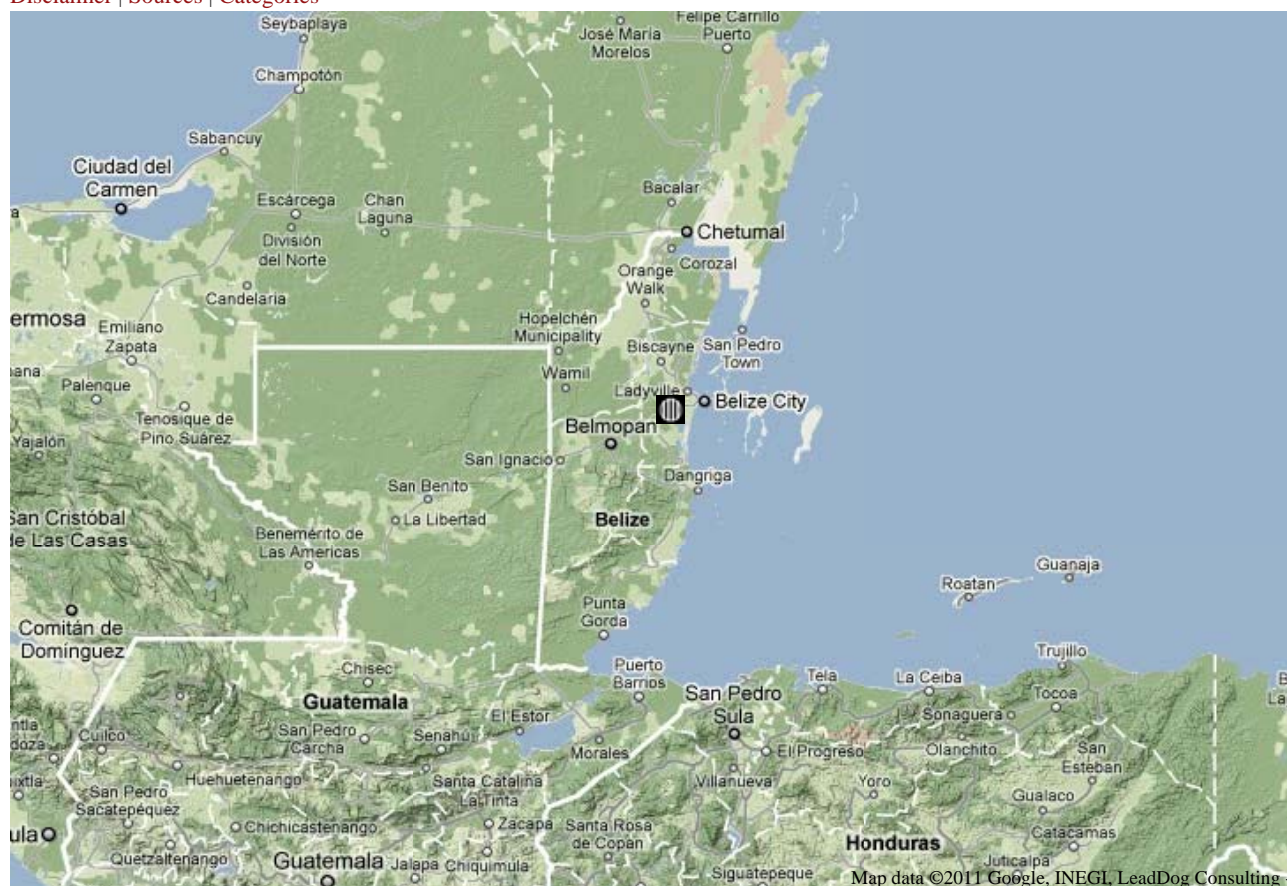 Disclaimer | Sources | Categories
Seybaplaya
José María
Morelos
Felipe Carrillo
Puerto
Champotón
Sabancuy
Ciudad del
Carmen
Bacalar
Escárcega
Chan
Laguna
Chetumal
División
del Norte
Corozal
Orange
Walk
Candelaria
ermosa
Emiliano
Zapata
Hopelchén
Municipality
Biscayne
San Pedro
Town
ana
Palenque
Wamil
Ladyville
Belize City
Tenosique de
Pino Suárez
Belmopan
Yajalón
San Ignacio
Dangriga
San Benito
La Libertad
Belize
San Cristóbal
de Las Casas
Benemérito de
Las Americas
Guanaja
Roatan
Comitán de
Domínguez
Punta
Gorda
Chisec
Puerto
Barrios
Trujillo
Tela
La Ceiba
Guatemala
San Pedro
Sula
Tocoa
Sonaguera
San Pedro
Carcha
El Estor
Senahú
Cuilco
Morales
El Progreso
Olanchito
San
Esteban
Huehuetenango
Santa Catalina
La Tinta
Villanueva
Yoro
San Pedro
Sacatepéquez
Gualaco
Chichicastenango
Zacapa
Santa Rosa
de Copan
Honduras
Catacamas
ula
Quetzaltenango
Guatemala
Jalapa
Chiquimula
Siguatepeque
Juticalpa
Map data ©2011 Google, INEGI, LeadDog Consulting